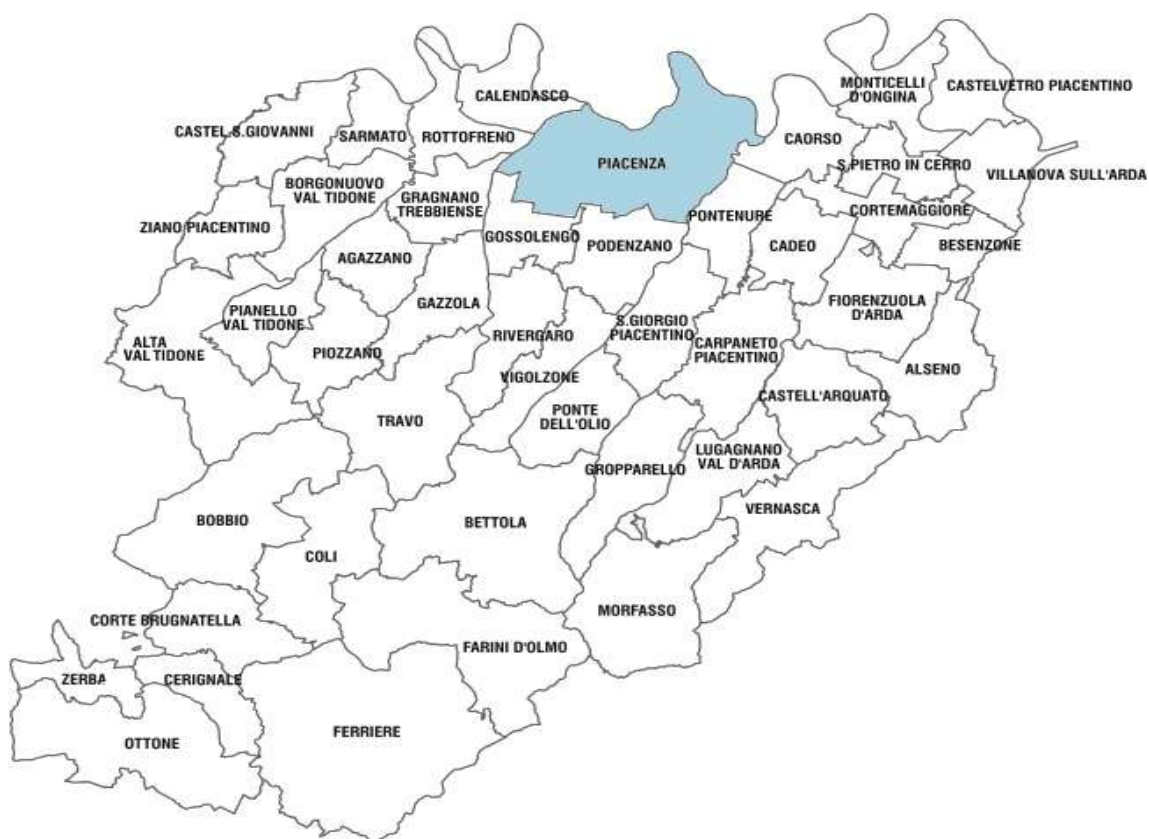 MONTICELLI
D'ONGINA
CASTELVETRO PIACENTINO
CALENDASCO
CASTEL S.GIOVANNI
SARMATO
ROTTOFRENO
CAORSO
PIACENZA
S.PIETRO IN CERRO
VILLANOVA SULL'ARDA
BORGONUOVO
VAL TIDONE
GRAGNANO
TREBBIENSE
ZIANO PIACENTINO
GOSSOLENGO
PODENZANO
PONTENURE
CADEO
CORTEMAGGIORE
BESENZONE
AGAZZANO
GAZZOLA
FIORENZUOLA
D'ARDA
PIANELLO
VAL TIDONE
ALTA
VAL TIDONE
PIOZZANO
RIVERGARO
S.GIORGIO
PIACENTINO
CARPANETO
PIACENTINO
ALSENO
VIGOLZONE
CASTELL'ARQUATO
TRAVO
PONTE
DELL'OLIO
LUGAGNANO
VAL D'ARDA
GROPPARELLO
VERNASCA
BOBBIO
BETTOLA
COLI
MORFASSO
CORTE BRUGNATELLA
FARINI D'OLMO
ZERBA
CERIGNALE
OTTONE
FERRIERE